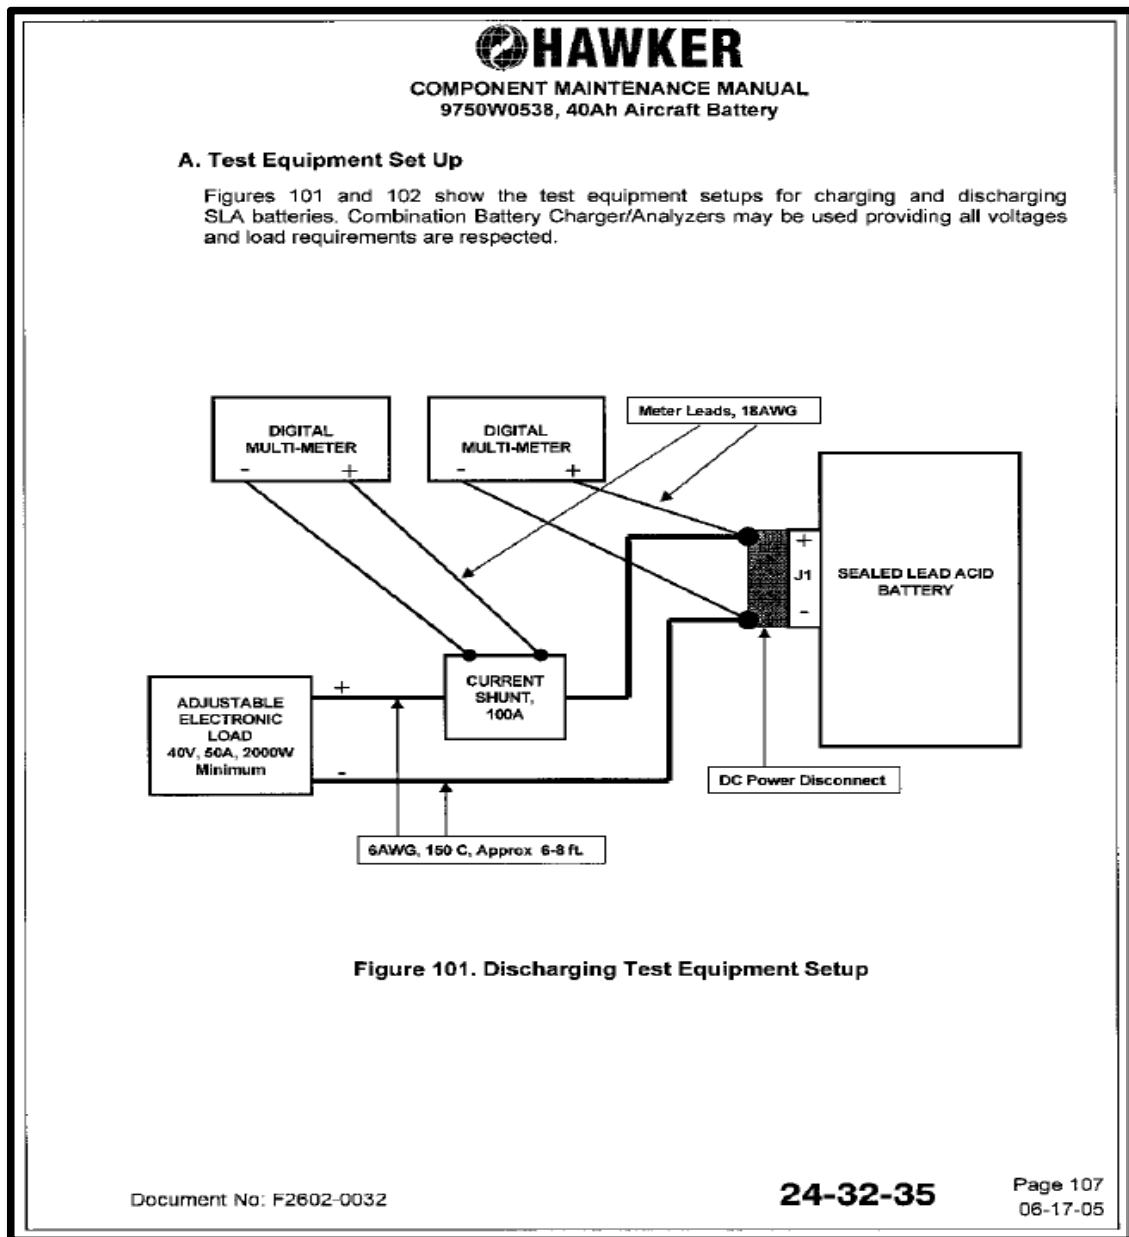 HAWKER
COMPONENT MAINTENANCE MANUAL
9750W0538, 40Ah Aircraft Battery
A. Test Equipment Set Up
Figures 101 and 102 show the test equipment setups for charging and discharging
SLA batteries. Combination Battery Charger/Analyzers may be used providing all voltages
and load requirements are respected.
DIGITAL
MULTI-METER
- +
DIGITAL
MULTI-METER
- +
Meter Leads, 18AWG
+
J1
-
SEALED LEAD ACID
BATTERY
CURRENT
SHUNT,
100A
ADJUSTABLE
ELECTRONIC
LOAD
40V, 50A, 2000W
Minimum
+
-
DC Power Disconnect
6AWG, 150 C, Approx 6-8 ft.
Figure 101. Discharging Test Equipment Setup
Document No: F2602-0032
24-32-35
Page 107
06-17-05